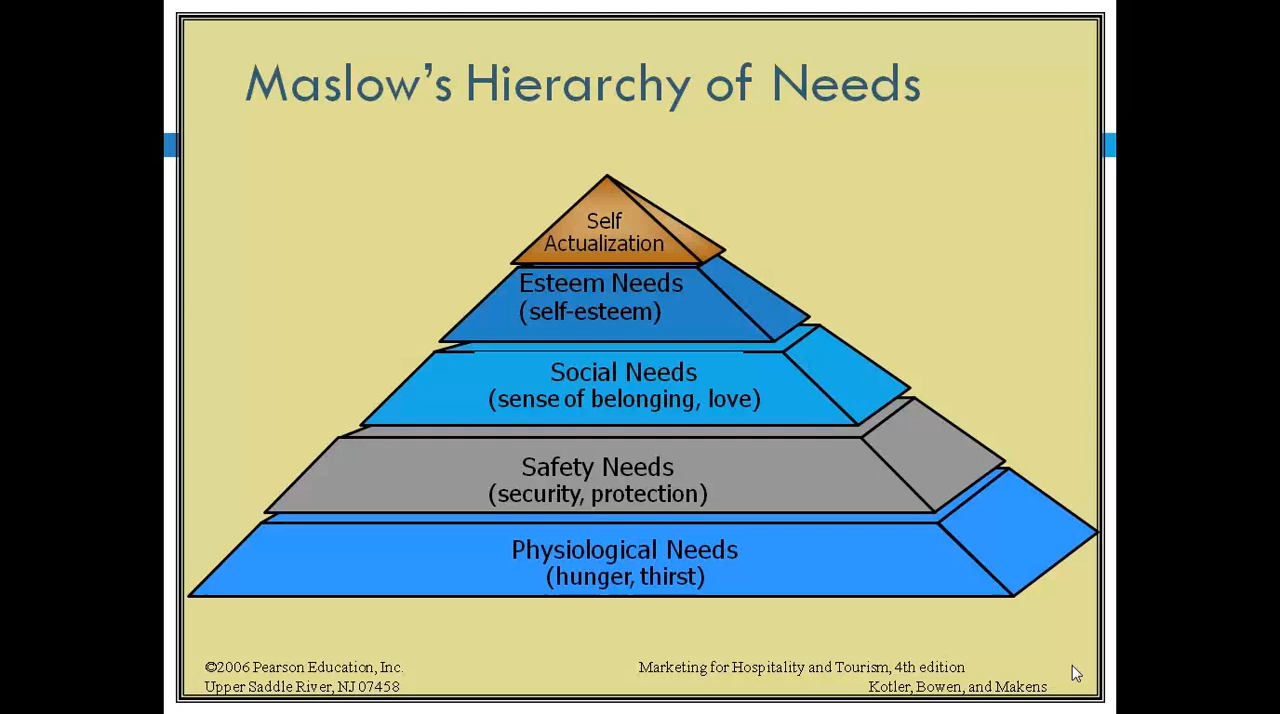 Maslow’s Hierarchy of Needs
Self
Actualization
Esteem Needs
(self-esteem)
Social Needs
(sense of belonging, love)
Safety Needs
(security, protection)
Physiological Needs
(hunger, thirst)
©2006 Pearson Education, Inc.
Upper Saddle River, NJ 07458
Marketing for Hospitality and Tourism, 4th edition
Kotler, Bowen, and Makens